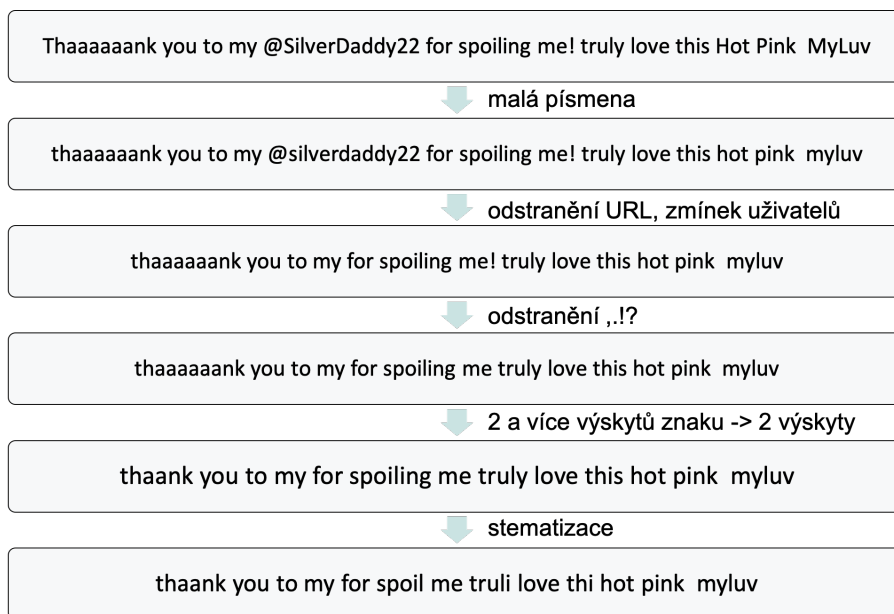 Thaaaaaank you to my @SilverDaddy22 for spoiling me! truly love this Hot Pink  MyLuv
malá písmena
thaaaaaank you to my @silverdaddy22 for spoiling me! truly love this hot pink  myluv
odstranění URL, zmínek uživatelů
thaaaaaank you to my for spoiling me! truly love this hot pink  myluv
odstranění ,.!?
thaaaaaank you to my for spoiling me truly love this hot pink  myluv
2 a více výskytů znaku -> 2 výskyty
thaank you to my for spoiling me truly love this hot pink  myluv
stematizace
thaank you to my for spoil me truli love thi hot pink  myluv